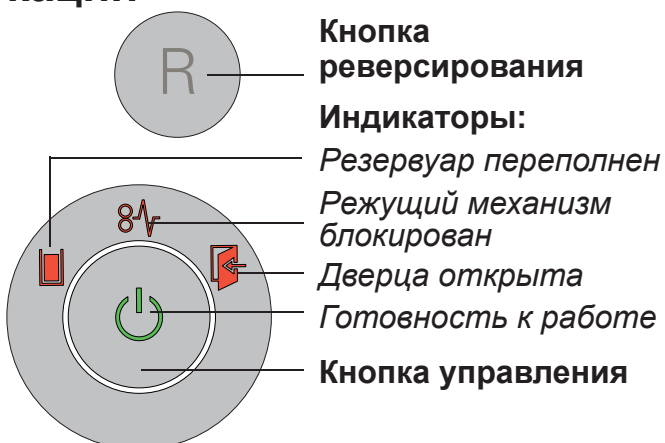 Кнопка
реверсирования
R
Индикаторы:
Резервуар переполнен
Режущий механизм
блокирован
Дверца открыта
Готовность к работе
Кнопка управления